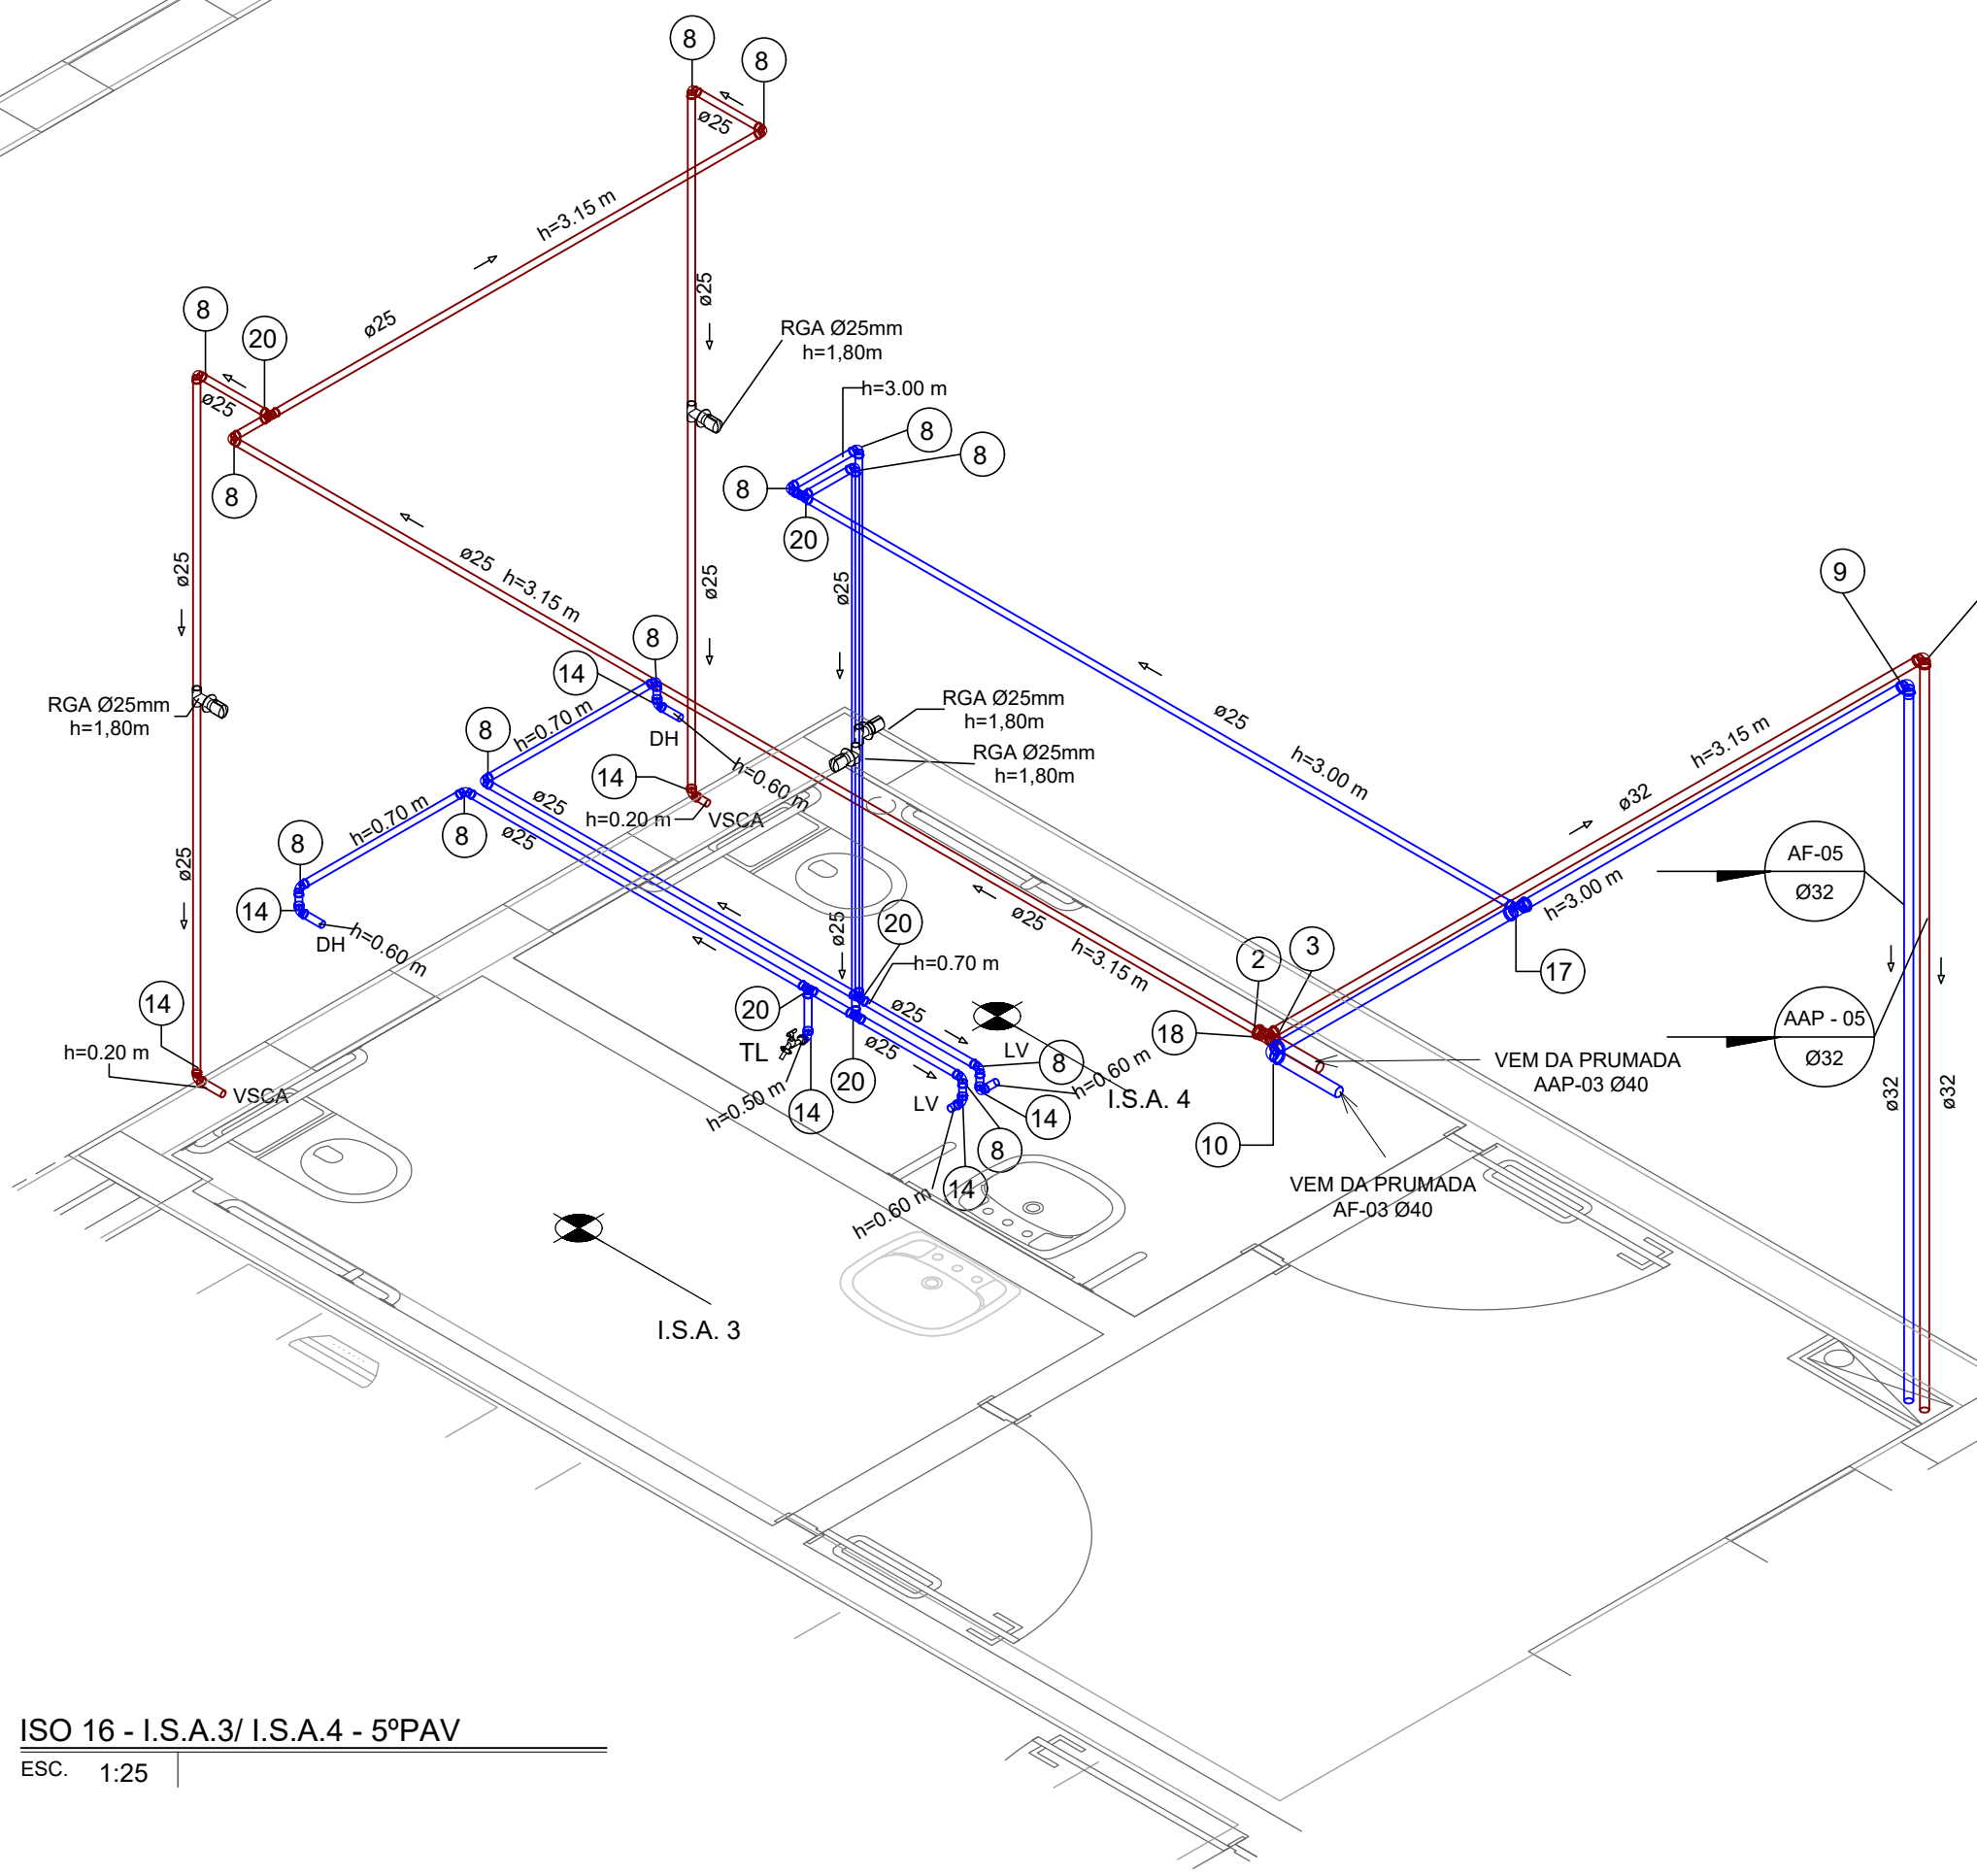 8
8
ø25
h=3.15 m
ø25
8
20
ø25
8
ø25
RGA Ø25mm
h=1,80m
h=3.00 m
8
8
8
20
ø25
ø25
h=3.15 m
ø25
ø25
9
8
14
DH
h=0.60 m
RGA Ø25mm
h=1,80m
8
h=0.70 m
RGA Ø25mm
h=1,80m
RGA Ø25mm
h=1,80m
ø25
h=3.00 m
h=3.15 m
ø32
14
h=0.20 m
VSCA
h=0.70 m
8
ø25
ø25
8
14
DH
h=0.60 m
ø25
AF-05
Ø32
h=3.00 m
17
ø25
20
h=0.70 m
ø25
h=3.15 m
2
3
18
AAP - 05
Ø32
14
h=0.20 m
VSCA
20
TL
h=0.50 m
14
ø25
ø25
20
LV
8
h=0.60 m
14
I.S.A. 4
LV
8
14
h=0.60 m
VEM DA PRUMADA
AAP-03 Ø40
10
VEM DA PRUMADA
AF-03 Ø40
ø32
ø32
I.S.A. 3
ISO 16 - I.S.A.3/ I.S.A.4 - 5ºPAV
ESC. 1:25